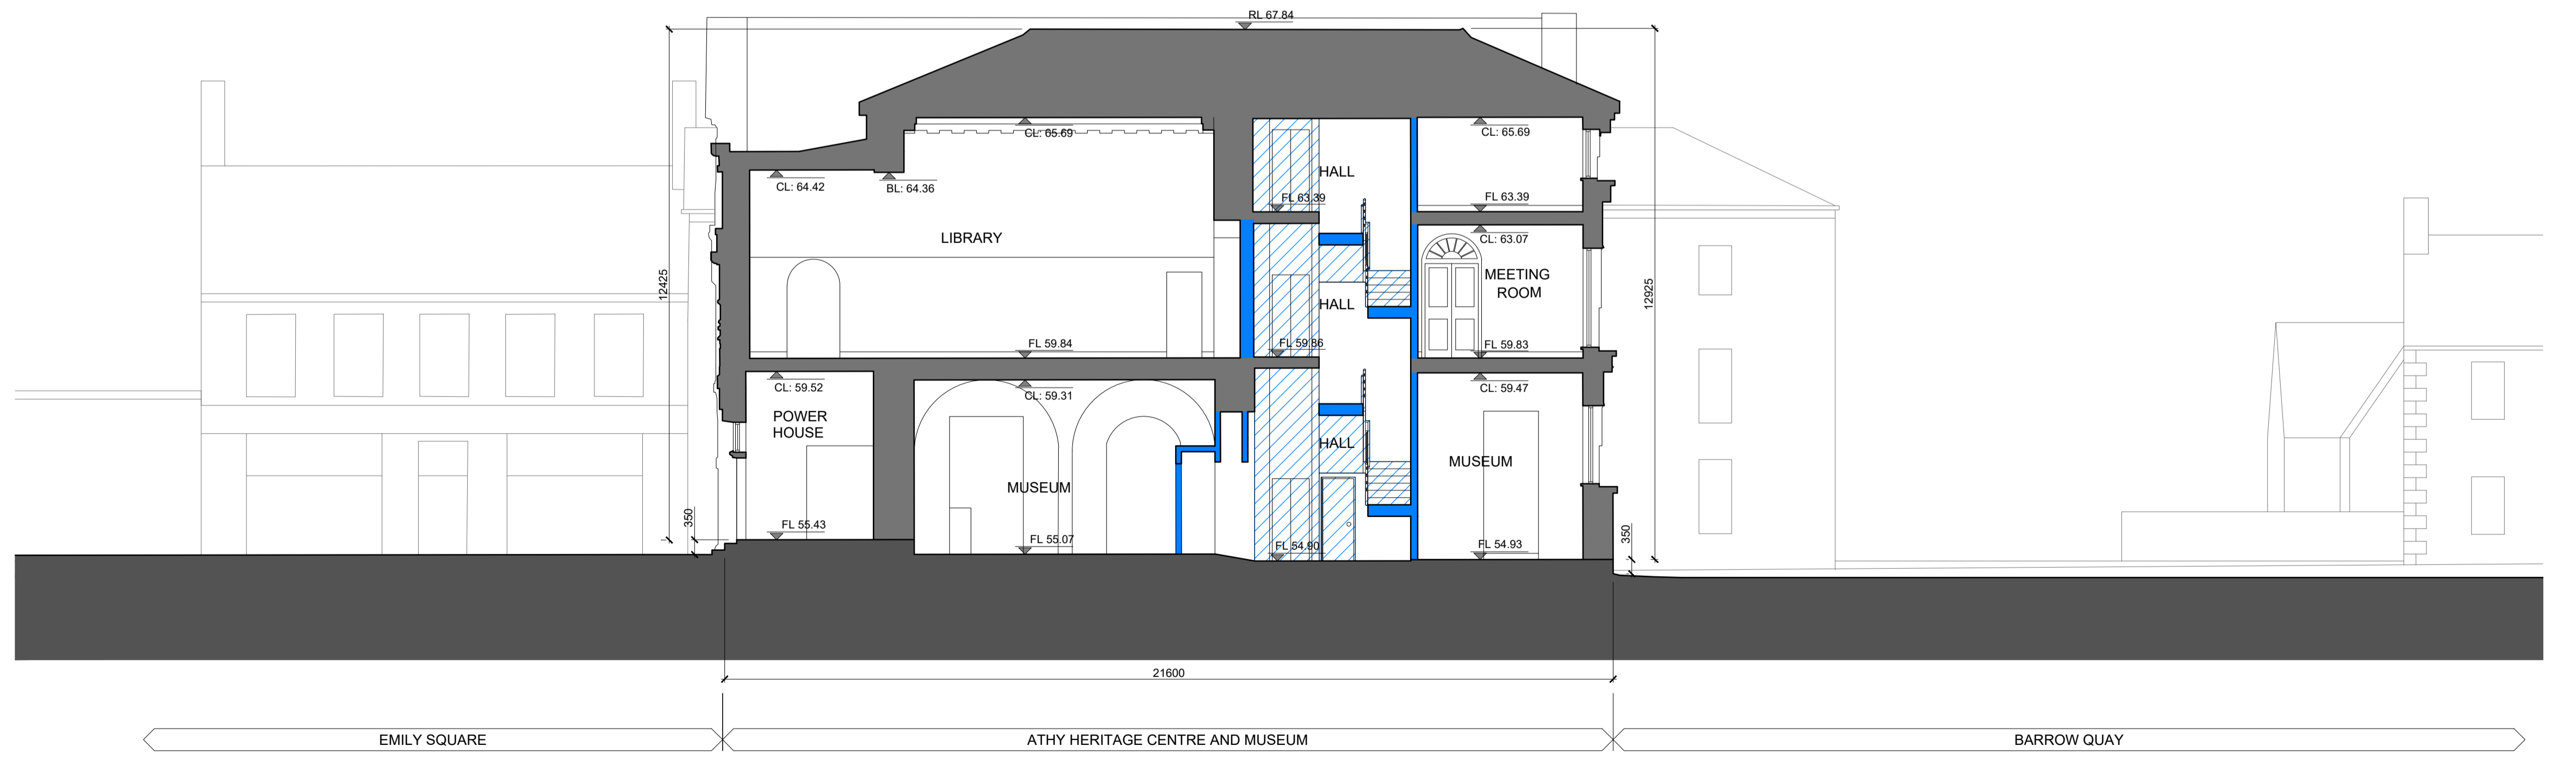 RL 67.84
CL: 65.69
CL: 65.69
HALL
CL: 64.42
BL: 64.36
FL 63.39
FL 63.39
LIBRARY
CL: 63.07
MEETING
ROOM
12425
12925
HALL
FL 59.84
FL 59.86
FL 59.83
CL: 59.52
CL: 59.31
CL: 59.47
POWER
HOUSE
HALL
MUSEUM
MUSEUM
350
FL 55.43
350
FL 55.07
FL 54.90
FL 54.93
21600
EMILY SQUARE
ATHY HERITAGE CENTRE AND MUSEUM
BARROW QUAY